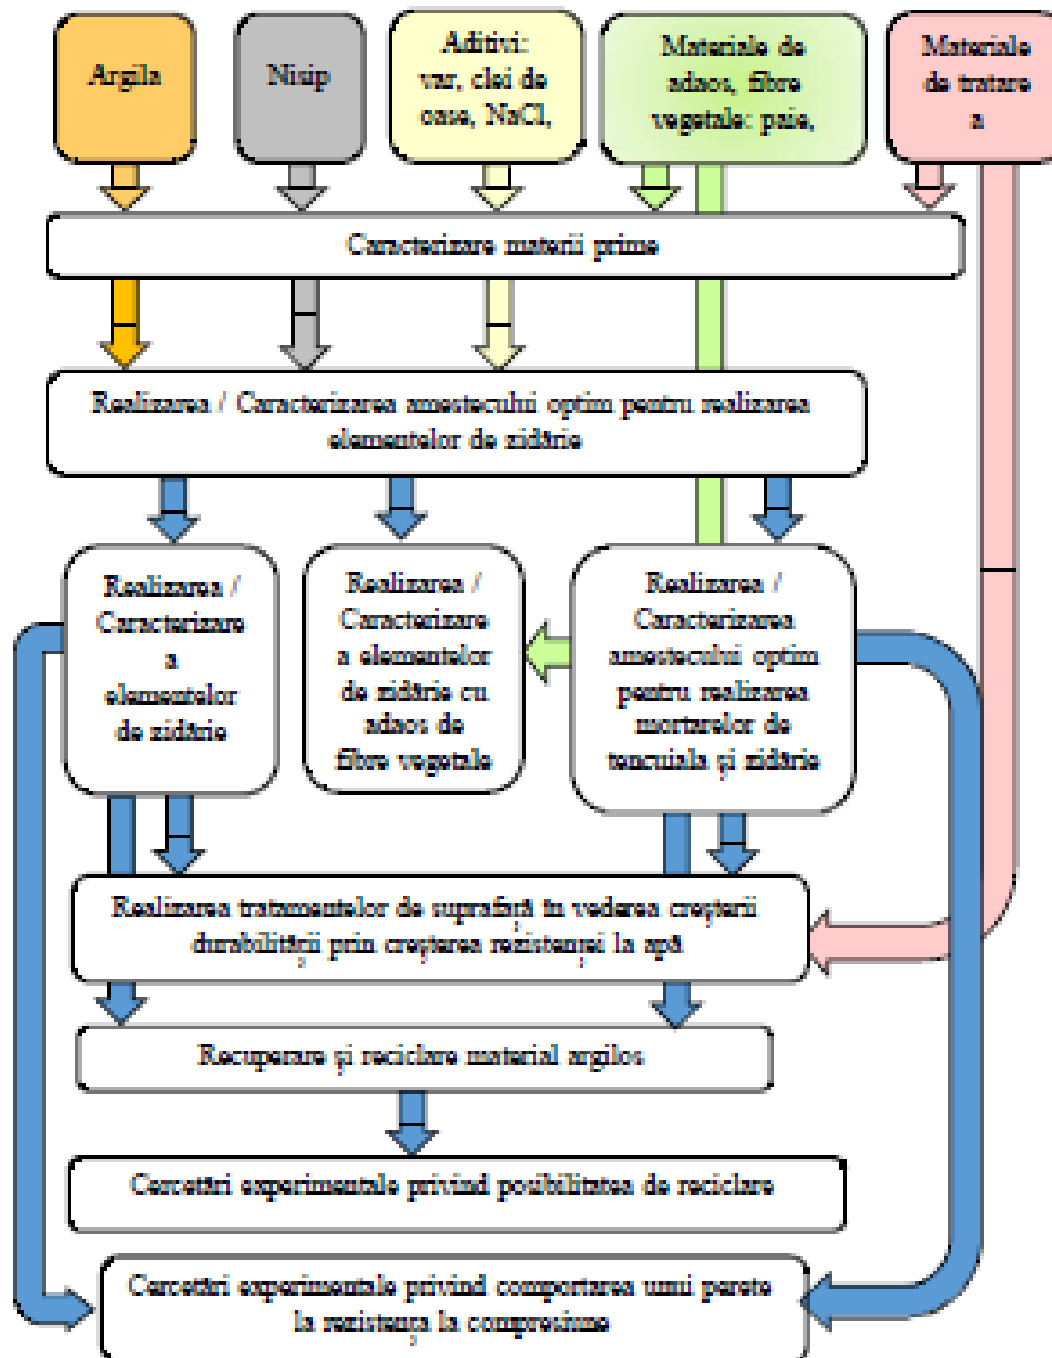 Argila
Nisip
Aditivi:
var, clei de
oase, NaCl,
Materiale de
adaos, fibre
vegetale: paie,
Materiale
de tratare
a
Caracterizare materii prime
Realizarea / Caracterizarea amestecului optim pentru realizarea
elementelor de zidărie
Realizarea /
Caracterizare
a
elementelor
de zidărie
Realizarea /
Caracterizare
a elementelor
de zidărie cu
adaos de
fibre vegetale
Realizarea /
Caracterizarea
amestecului optim
pentru realizarea
mortarelor de
tencuiala și zidărie
Realizarea tratamentelor de suprafață în vederea creșterii
durabilității prin creșterea rezistenței la apă
Recuperare și reciclare material argilos
Cercetări experimentale privind posibilitatea de reciclare
Cercetări experimentale privind comportarea unui perete
la rezistența la compresiune